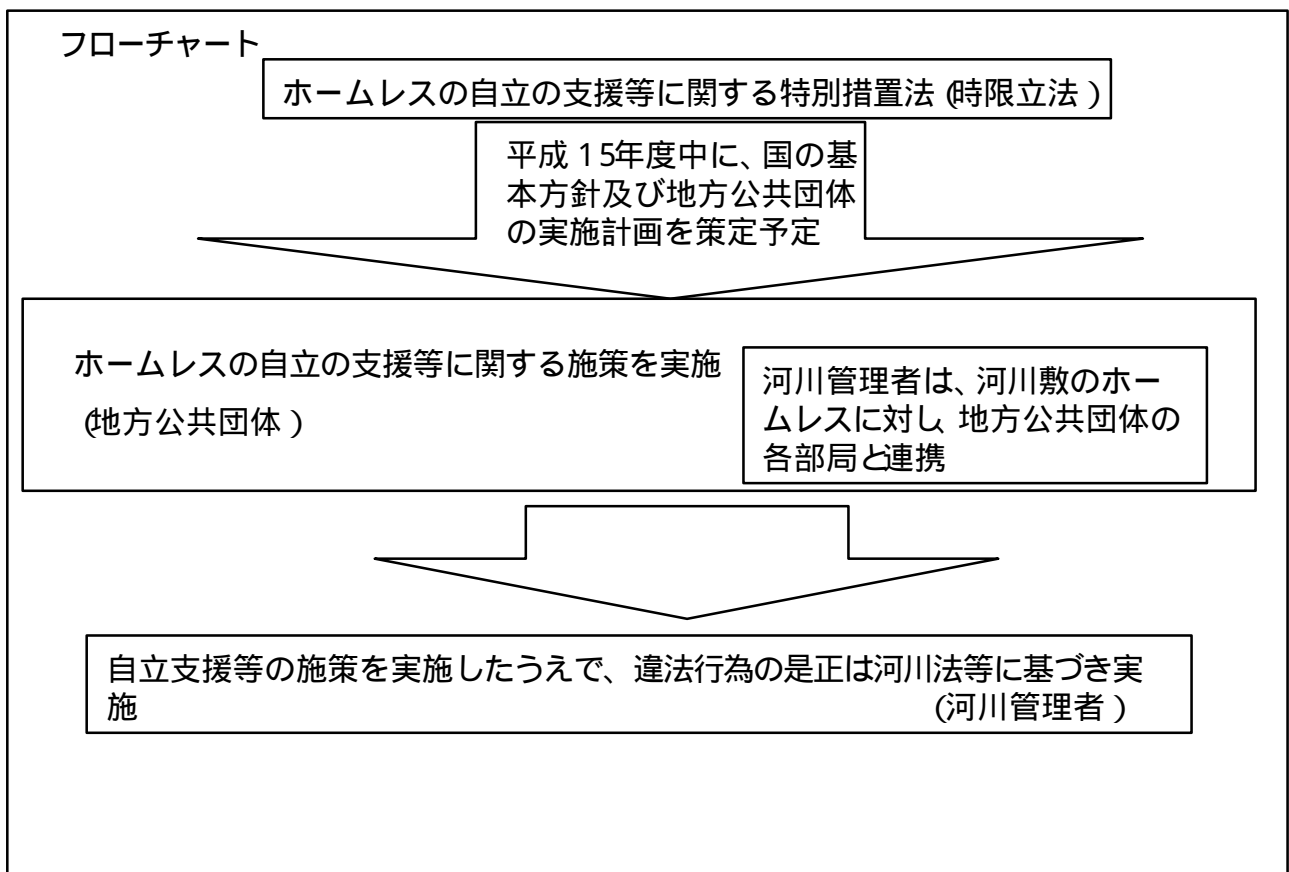 フローチャート
ホームレスの自立の支援等に関する特別措置法(時限立法)
平成15年度中に、国の基
本方針及び地方公共団体
の実施計画を策定予定
ホームレスの自立の支援等に関する施策を実施
(地方公共団体)
河川管理者は、河川敷のホー
ムレスに対し、地方公共団体の
各部局と連携
自立支援等の施策を実施したうえで、違法行為の是正は河川法等に基づき実
施 (河川管理者)